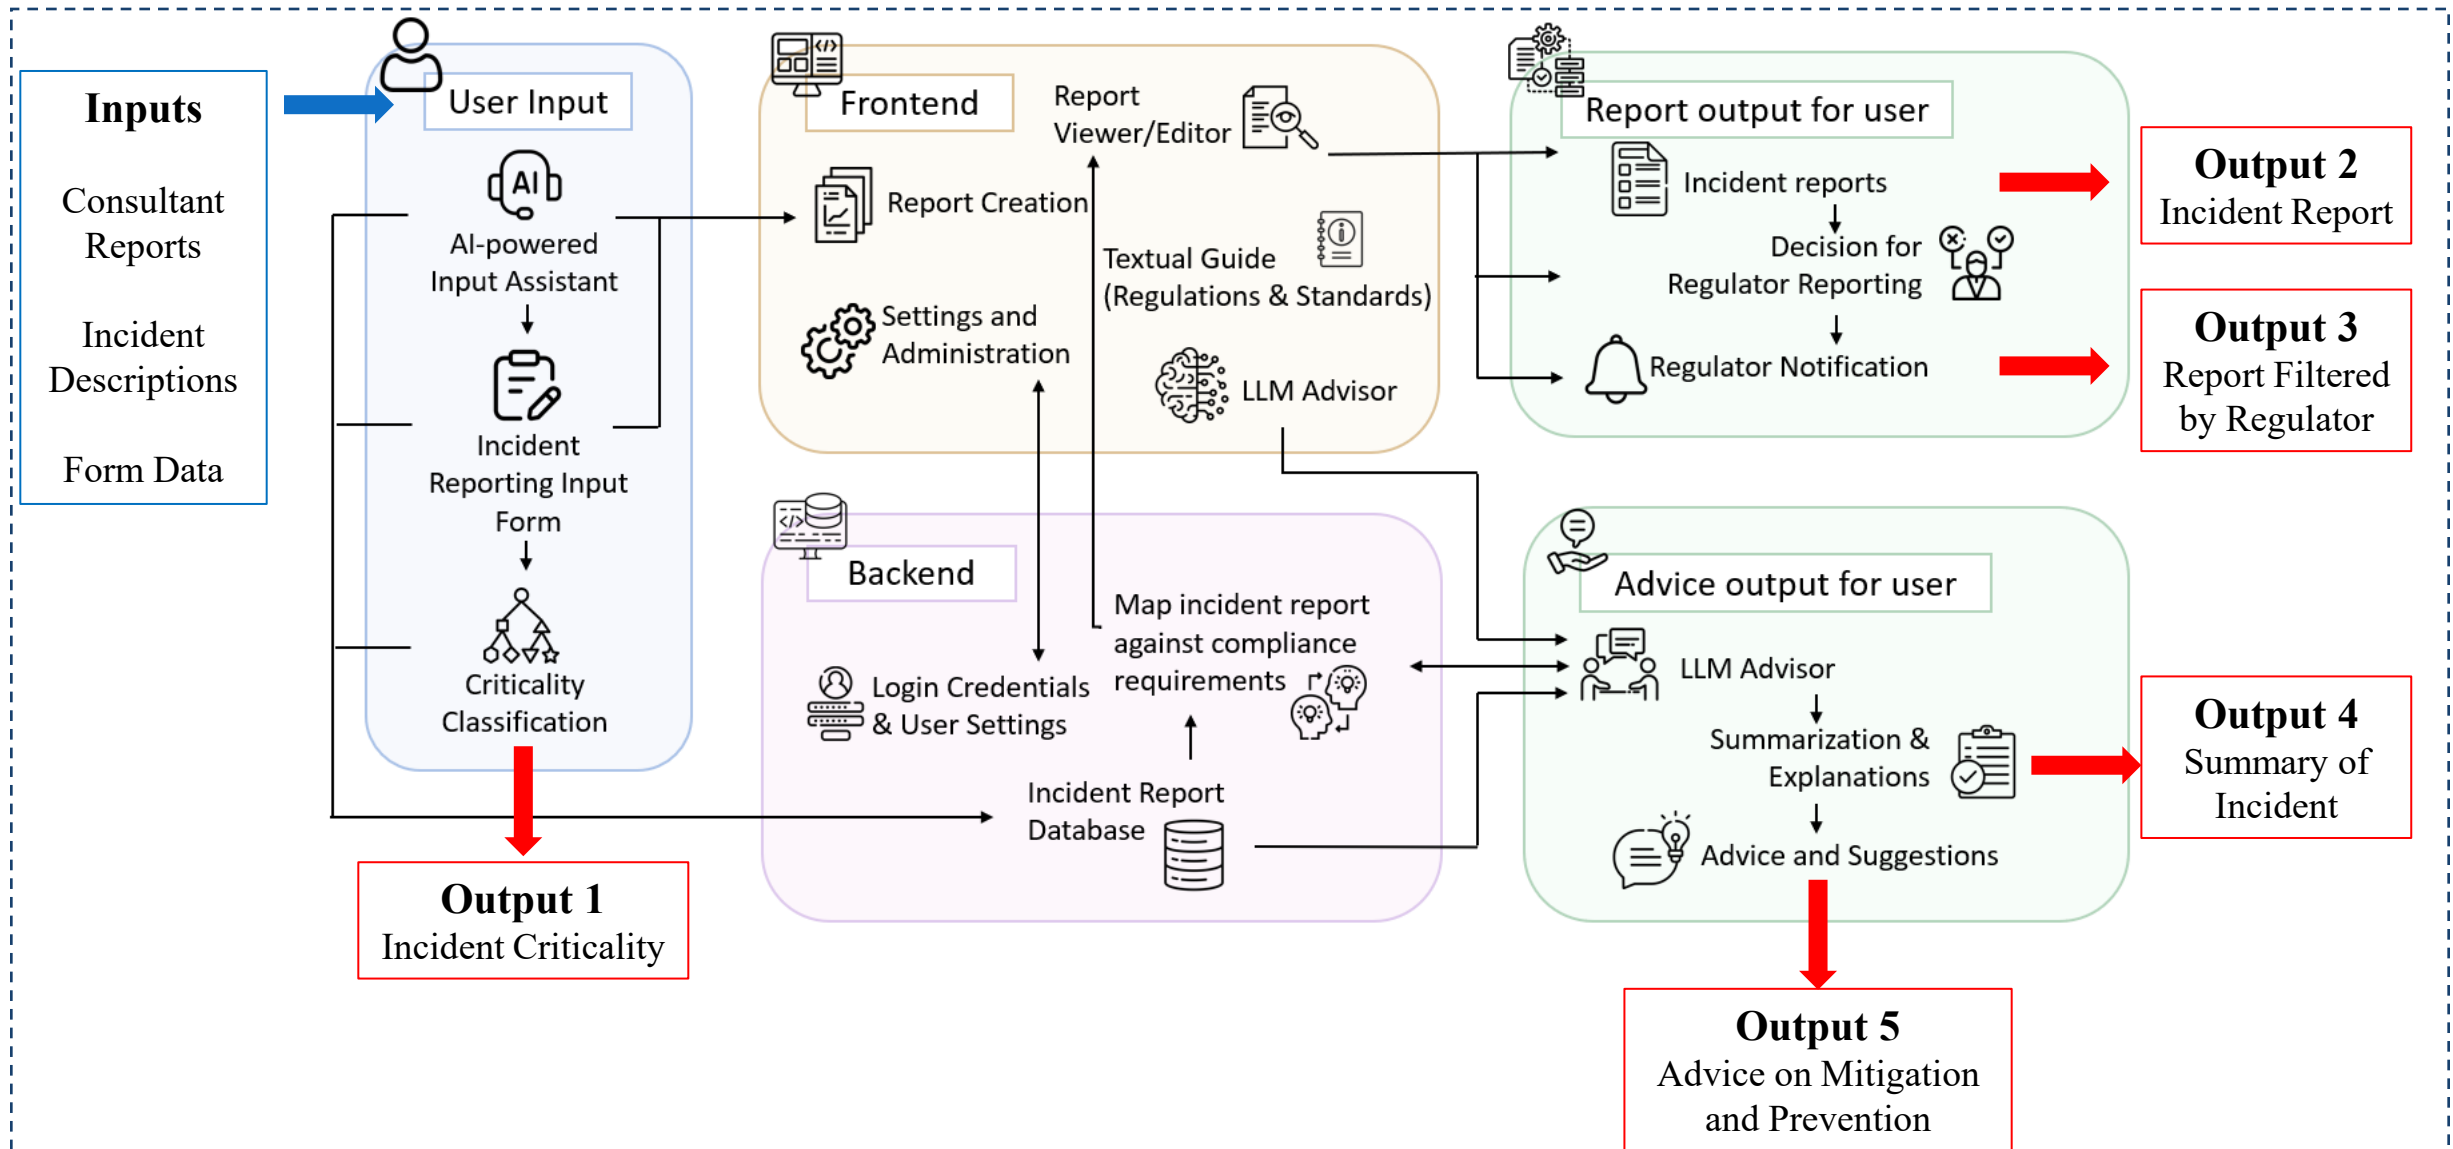 Inputs
Consultant
Reports
Incident
Descriptions
Form Data
User Input
AI
AI-powered
Input Assistant
Incident
Reporting Input
Form
Criticality
Classification
Output 1
Incident Criticality
Frontend
</>
Report
Viewer/Editor
Report Creation
Textual Guide
(Regulations & Standards)
Settings and
Administration
LLM Advisor
Backend
</>
Map incident report
against compliance
requirements
Login Credentials
& User Settings
Incident Report
Database
Report output for user
Incident reports
Decision for
Regulator Reporting
Regulator Notification
Output 2
Incident Report
Output 3
Report Filtered
by Regulator
Advice output for user
LLM Advisor
Summarization &
Explanations
Advice and Suggestions
Output 4
Summary of
Incident
Output 5
Advice on Mitigation
and Prevention